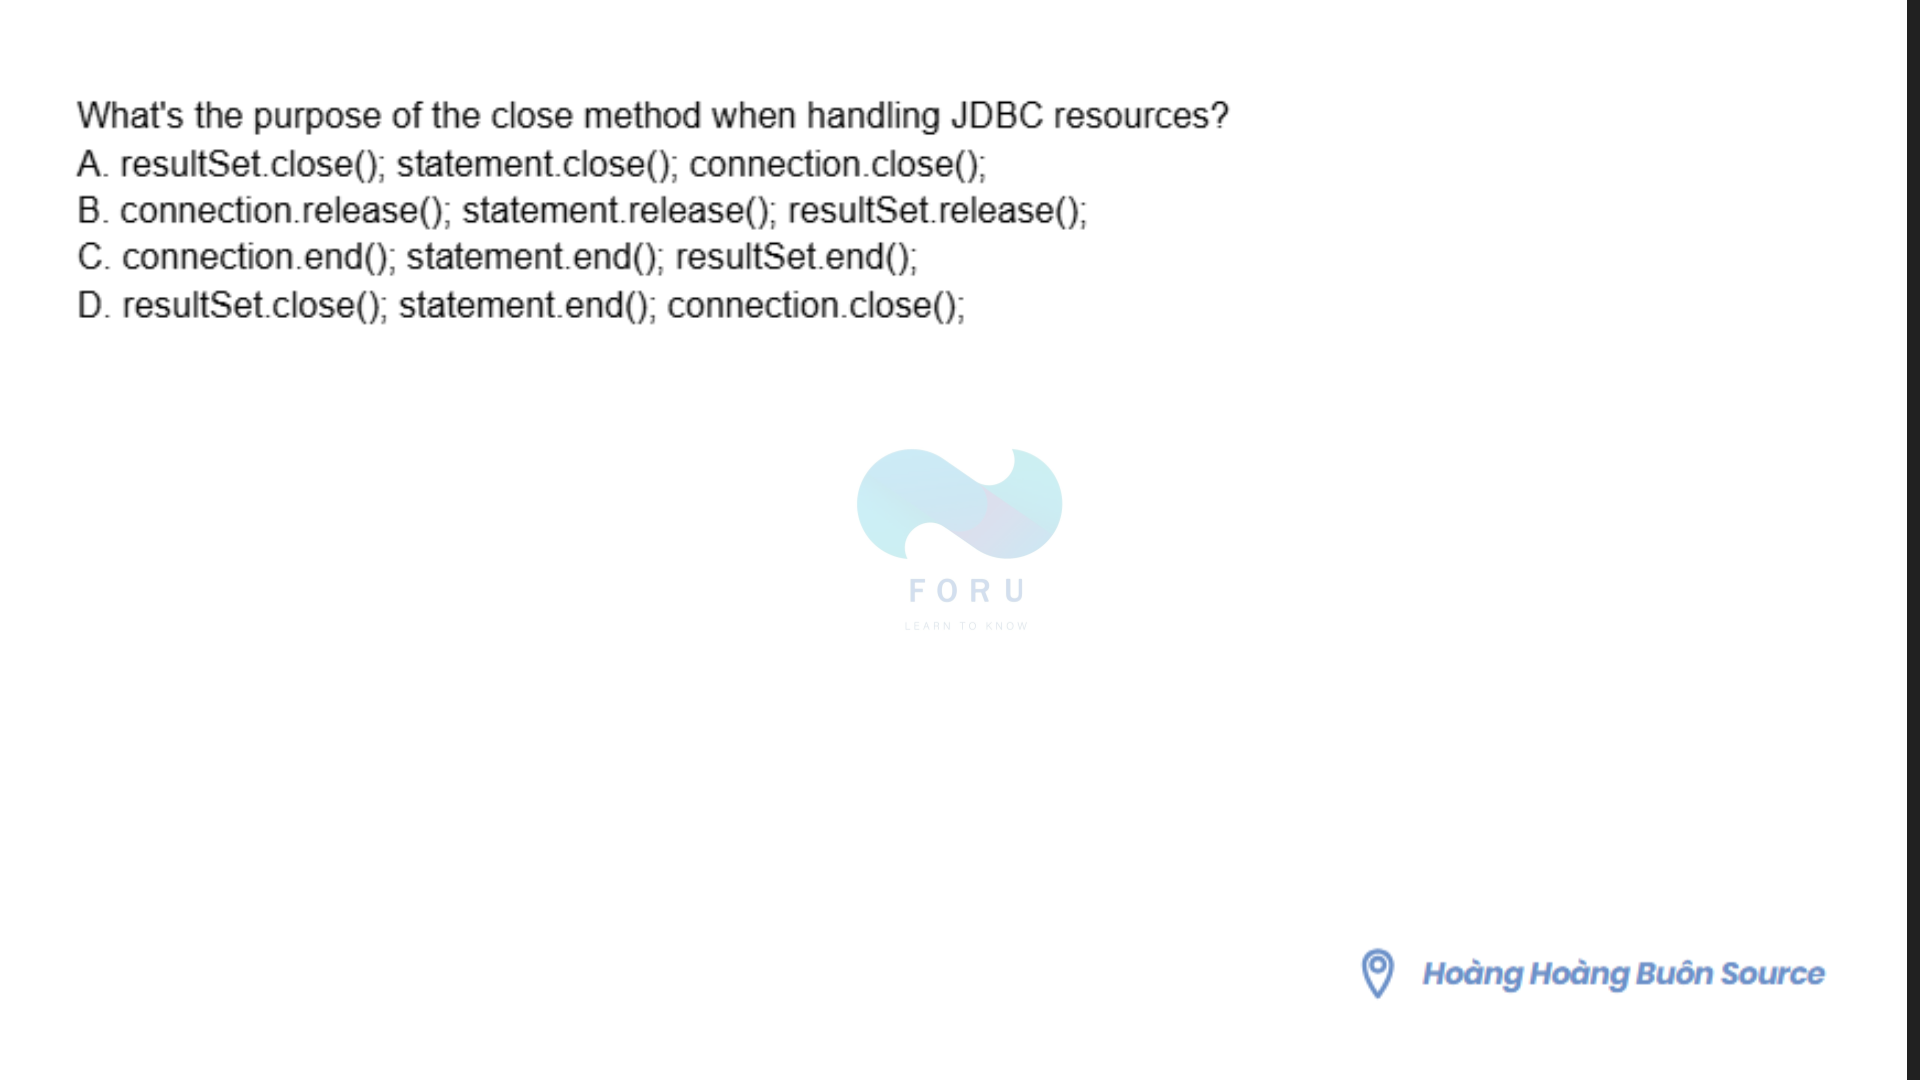 What's the purpose of the close method when handling JDBC resources?
A. resultSet.close(); statement.close(); connection.close();
B. connection.release(); statement.release(); resultSet.release();
C. connection.end(); statement.end(); resultSet.end();
D. resultSet.close(); statement.end(); connection.close();
FORU
LEARN TO KNOW
Hoàng Hoàng Buôn Source